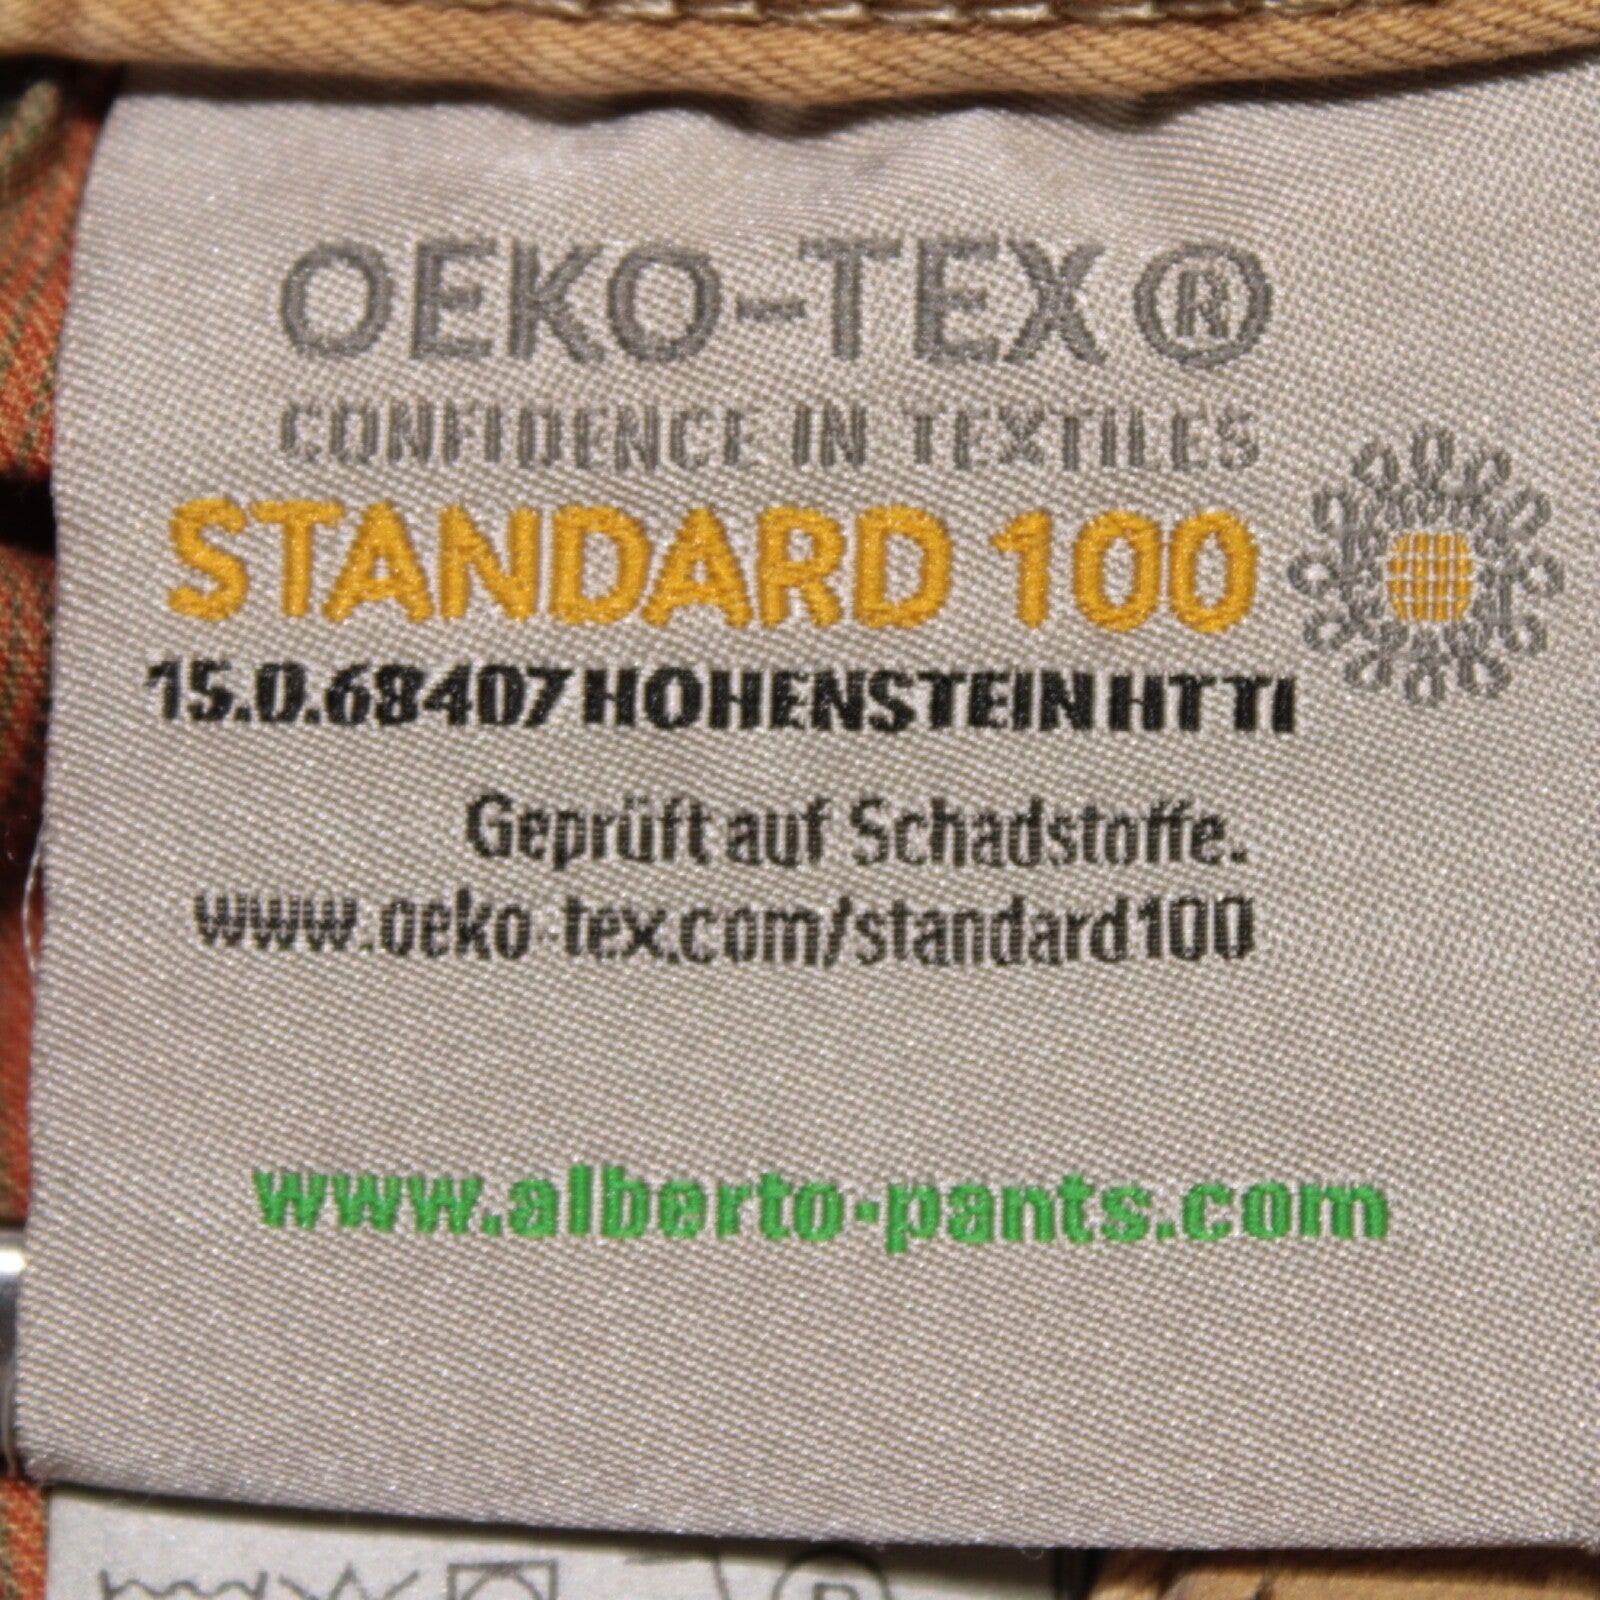 OEKO-TEX®
CONFIDENCE IN TEXTILES
STANDARD 100
15.0.68407 HOHENSTEIN HTTI
Geprüft auf Schadstoffe.
www.oeko-tex.com/standard100
www.alberto-pants.com
P